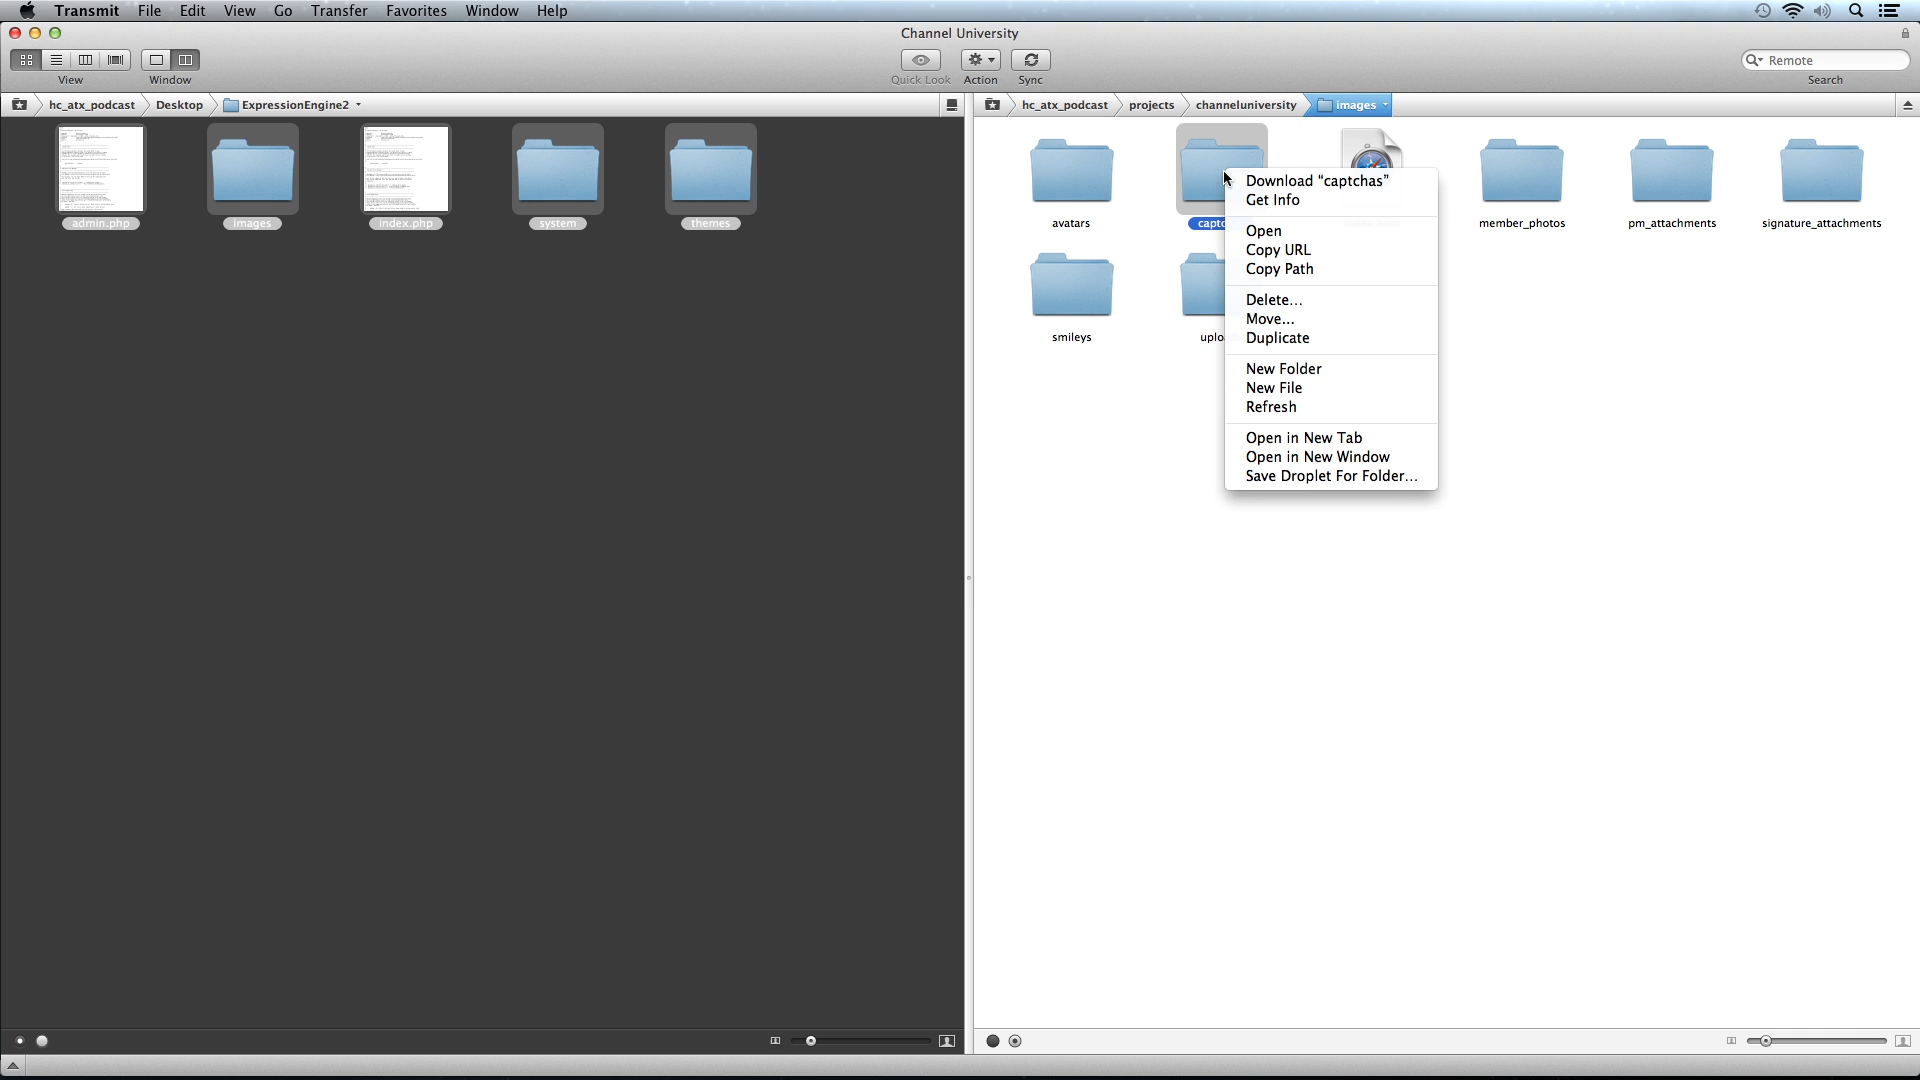 Transmit File Edit View Go Transfer Favorites Window Help
Channel University
View
Window
Quick Look
Action
Sync
Remote
Search
hc_atx_podcast Desktop ExpressionEngine2
hc_atx_podcast projects channeluniversity images
admin.php
images
index.php
system
themes
avatars
captc
member_photos
pm_attachments
signature_attachments
smileys
uplo
Download “captchas”
Get Info
Open
Copy URL
Copy Path
Delete...
Move...
Duplicate
New Folder
New File
Refresh
Open in New Tab
Open in New Window
Save Droplet For Folder...